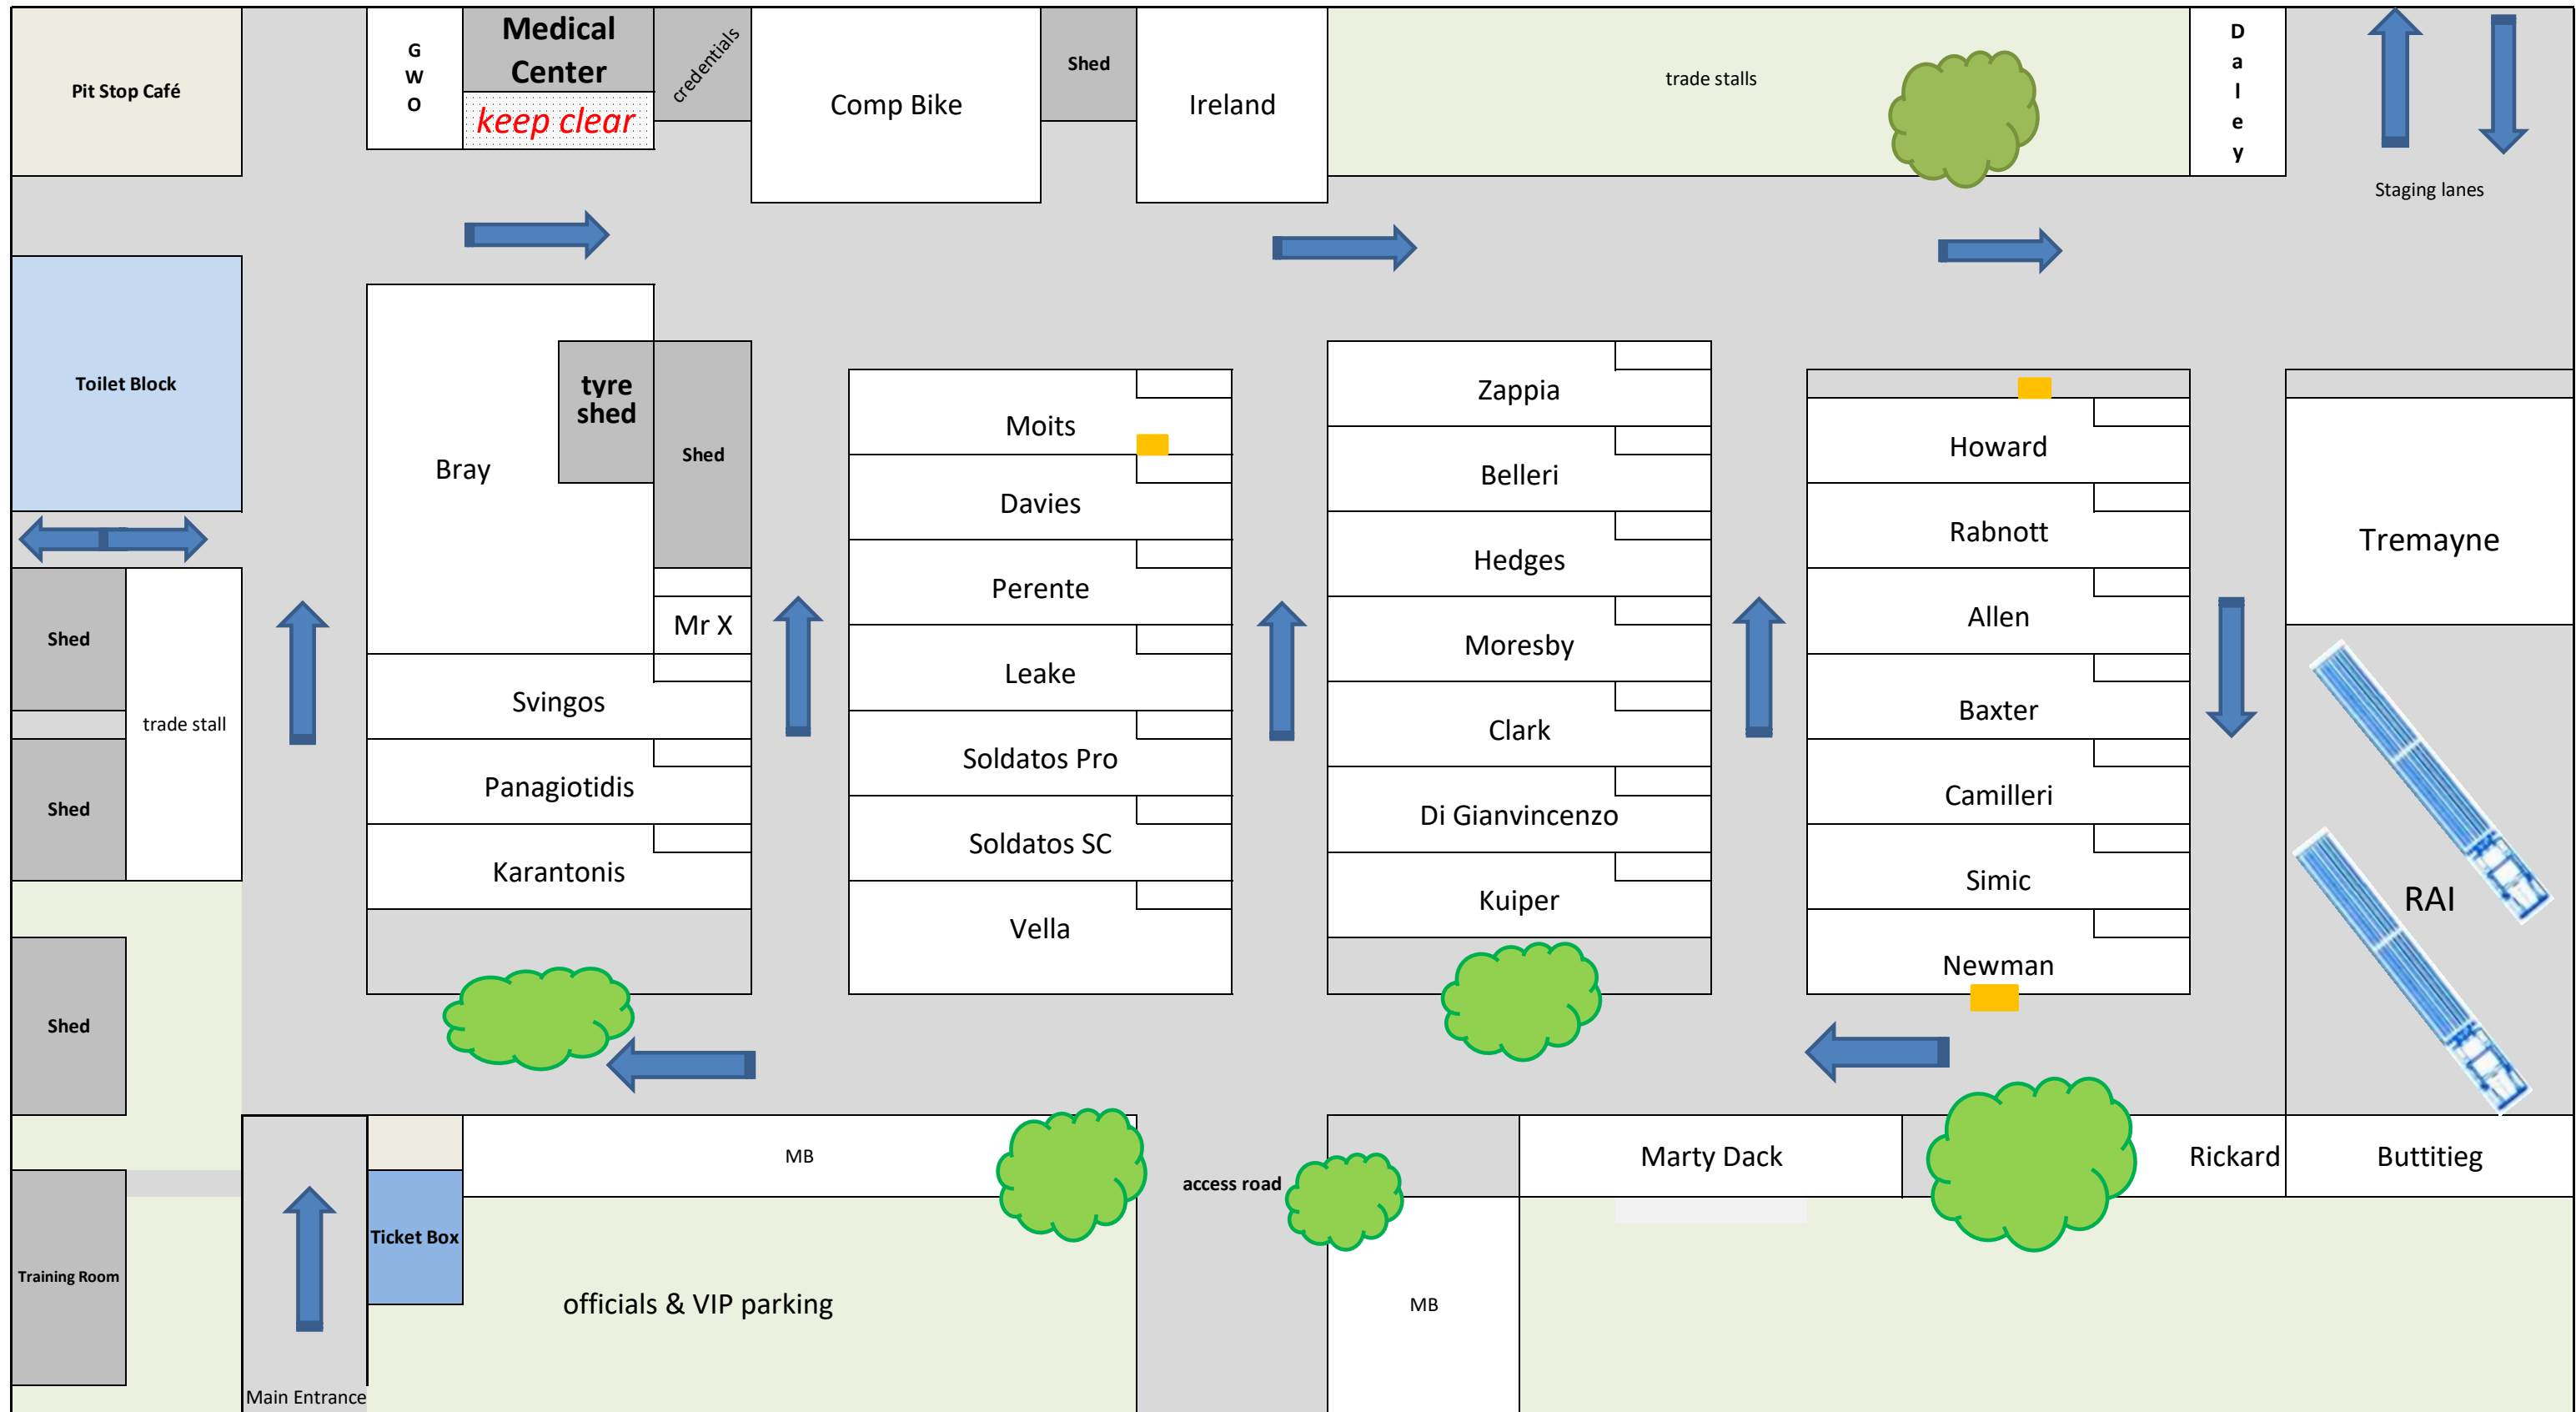 Pit Stop Café
G
W
O
Medical
Center
keep clear
credentials
Comp Bike
Shed
Ireland
trade stalls
D
a
l
e
y
Staging lanes
Toilet Block
Bray
tyre
shed
Shed
Mr X
Svingos
Panagiotidis
Karantonis
Moits
Davies
Perente
Leake
Soldatos Pro
Soldatos SC
Vella
Zappia
Belleri
Hedges
Moresby
Clark
Di Gianvincenzo
Kuiper
Howard
Rabnott
Allen
Baxter
Camilleri
Simic
Newman
Tremayne
RAI
Shed
trade stall
Shed
Shed
Training Room
Main Entrance
Ticket Box
MB
officials & VIP parking
access road
MB
Marty Dack
Rickard
Buttitieg